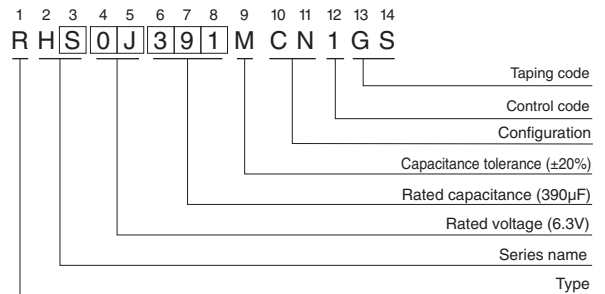 1 2 3 4 5 6 7 8 9 10 11 12 13 14
R H S 0 J 3 9 1 M C N 1 G S
Taping code
Control code
Configuration
Capacitance tolerance (±20%)
Rated capacitance (390μF)
Rated voltage (6.3V)
Series name
Type